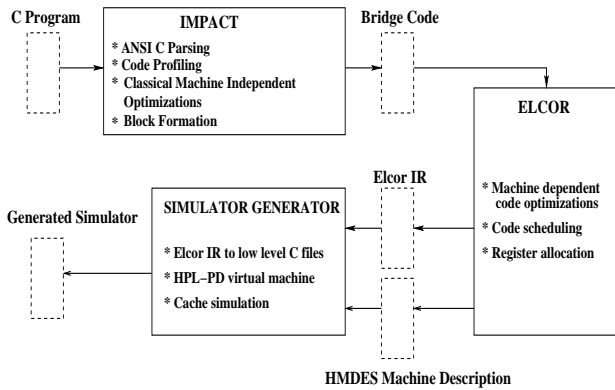 C Program
IMPACT
* ANSI C Parsing
* Code Profiling
* Classical Machine Independent
Optimizations
* Block Formation
Bridge Code
ELCOR
* Machine dependent
code optimizations
* Code scheduling
* Register allocation
Elcor IR
SIMULATOR GENERATOR
* Elcor IR to low level C files
* HPL-PD virtual machine
* Cache simulation
Generated Simulator
HMDES Machine Description